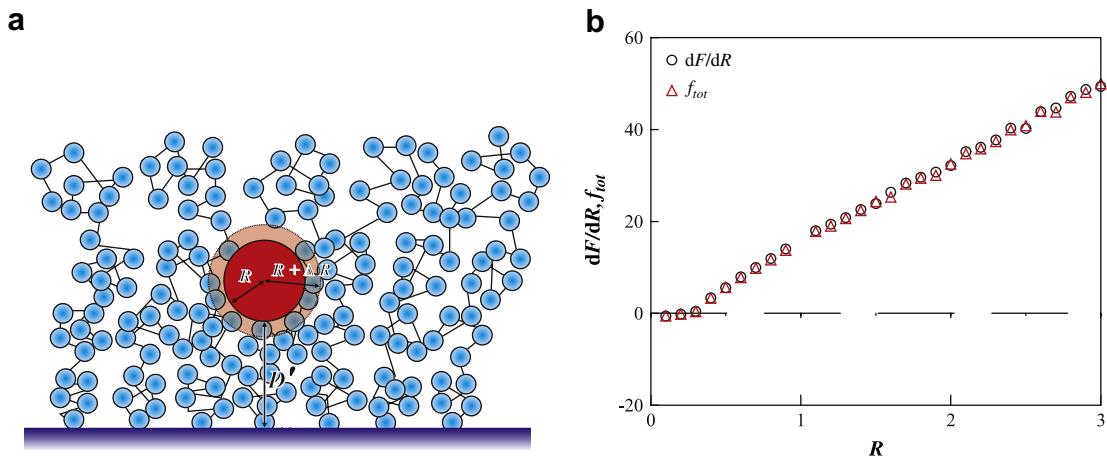 a
R
R + ΔR
D'
b
60
40
20
0
-20
dF/dR, f_tot
dF/dR
f_tot
0
1
2
3
R